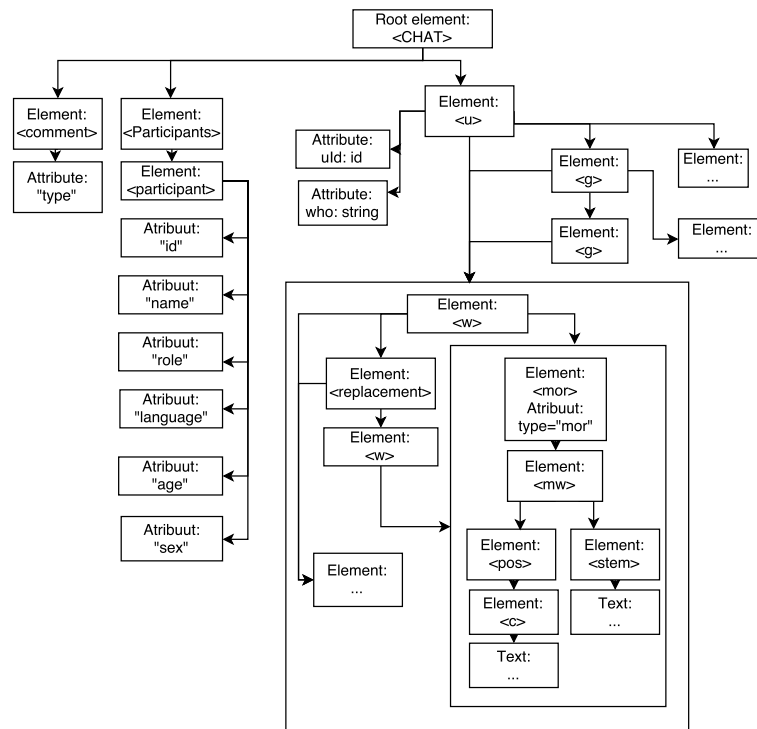 Root element:
<CHAT>
Element:
<comment>
Attribute:
"type"
Element:
<Participants>
Element:
<participant>
Atribuut:
"id"
Atribuut:
"name"
Atribuut:
"role"
Atribuut:
"language"
Atribuut:
"age"
Atribuut:
"sex"
Element:
<u>
Attribute:
uId: id
Attribute:
who: string
Element:
<g>
Element:
...
Element:
<g>
Element:
...
Element:
<w>
Element:
<replacement>
Element:
<w>
Element:
...
Element:
<mor>
Atribuut:
type="mor"
Element:
<mw>
Element:
<pos>
Element:
<stem>
Element:
<c>
Text:
...
Text:
...